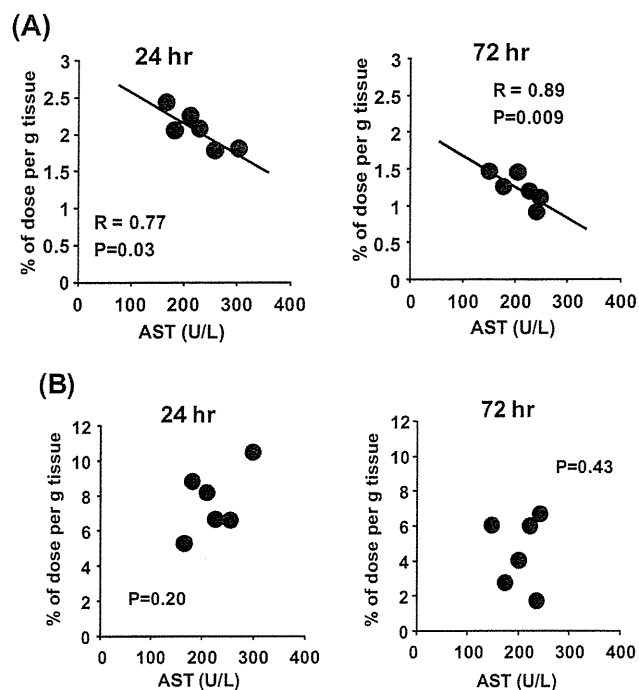 (A)
24 hr
% of dose per g tissue
3
2.5
2
1.5
1
0.5
0
R = 0.77
P=0.03
0 100 200 300 400
AST (U/L)
72 hr
% of dose per g tissue
3
2.5
2
1.5
1
0.5
0
R = 0.89
P=0.009
0 100 200 300 400
AST (U/L)
(B)
24 hr
% of dose per g tissue
12
10
8
6
4
2
0
P=0.20
0 100 200 300 400
AST (U/L)
72 hr
% of dose per g tissue
12
10
8
6
4
2
0
P=0.43
0 100 200 300 400
AST (U/L)